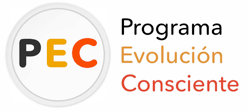 PEC
Programa
Evolución
Consciente